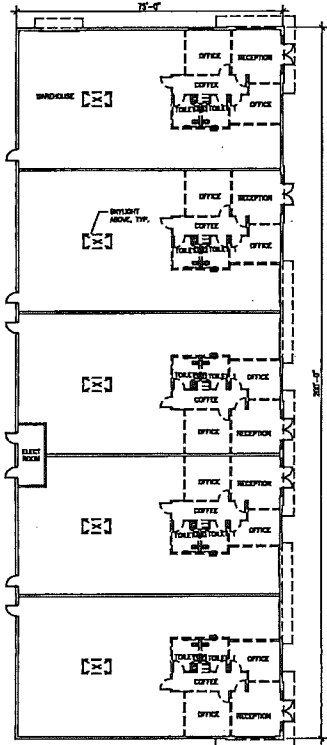 75'-0"
OFFICE RECEPTION
COFFEE
WAREHOUSE
OFFICE
TOILET TOILET
OFFICE RECEPTION
SKYLIGHT
ABOVE, TYP.
COFFEE
OFFICE
TOILET TOILET
TOILET TOILET
OFFICE
COFFEE
200'-0"
OFFICE RECEPTION
ELECT
ROOM
OFFICE RECEPTION
COFFEE
OFFICE
TOILET TOILET
TOILET TOILET
OFFICE
COFFEE
OFFICE RECEPTION